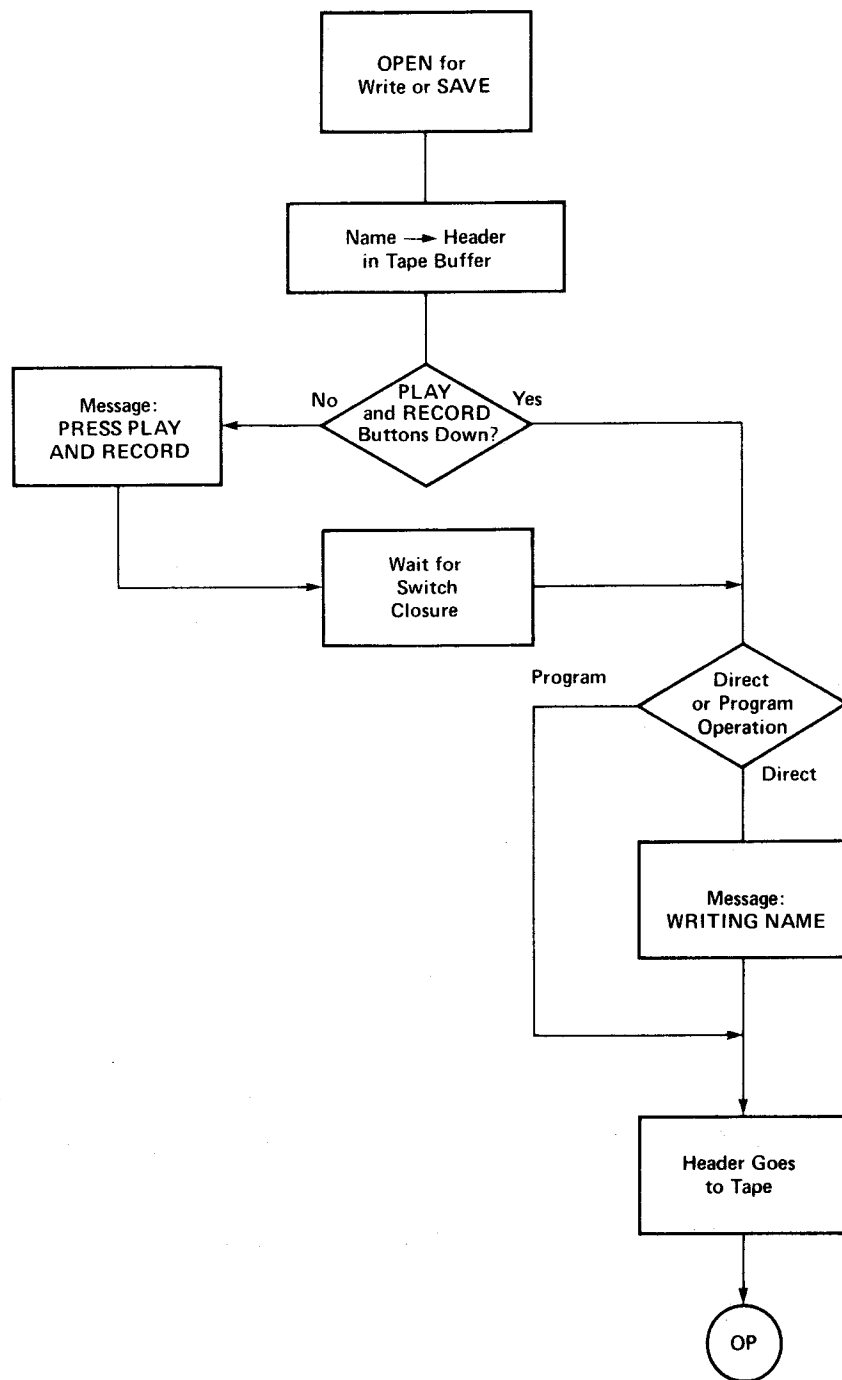 OPEN for
Write or SAVE
Name → Header
in Tape Buffer
No
PLAY
and RECORD
Buttons Down?
Yes
Message:
PRESS PLAY
AND RECORD
Wait for
Switch
Closure
Program
Direct
or Program
Operation
Direct
Message:
WRITING NAME
Header Goes
to Tape
OP